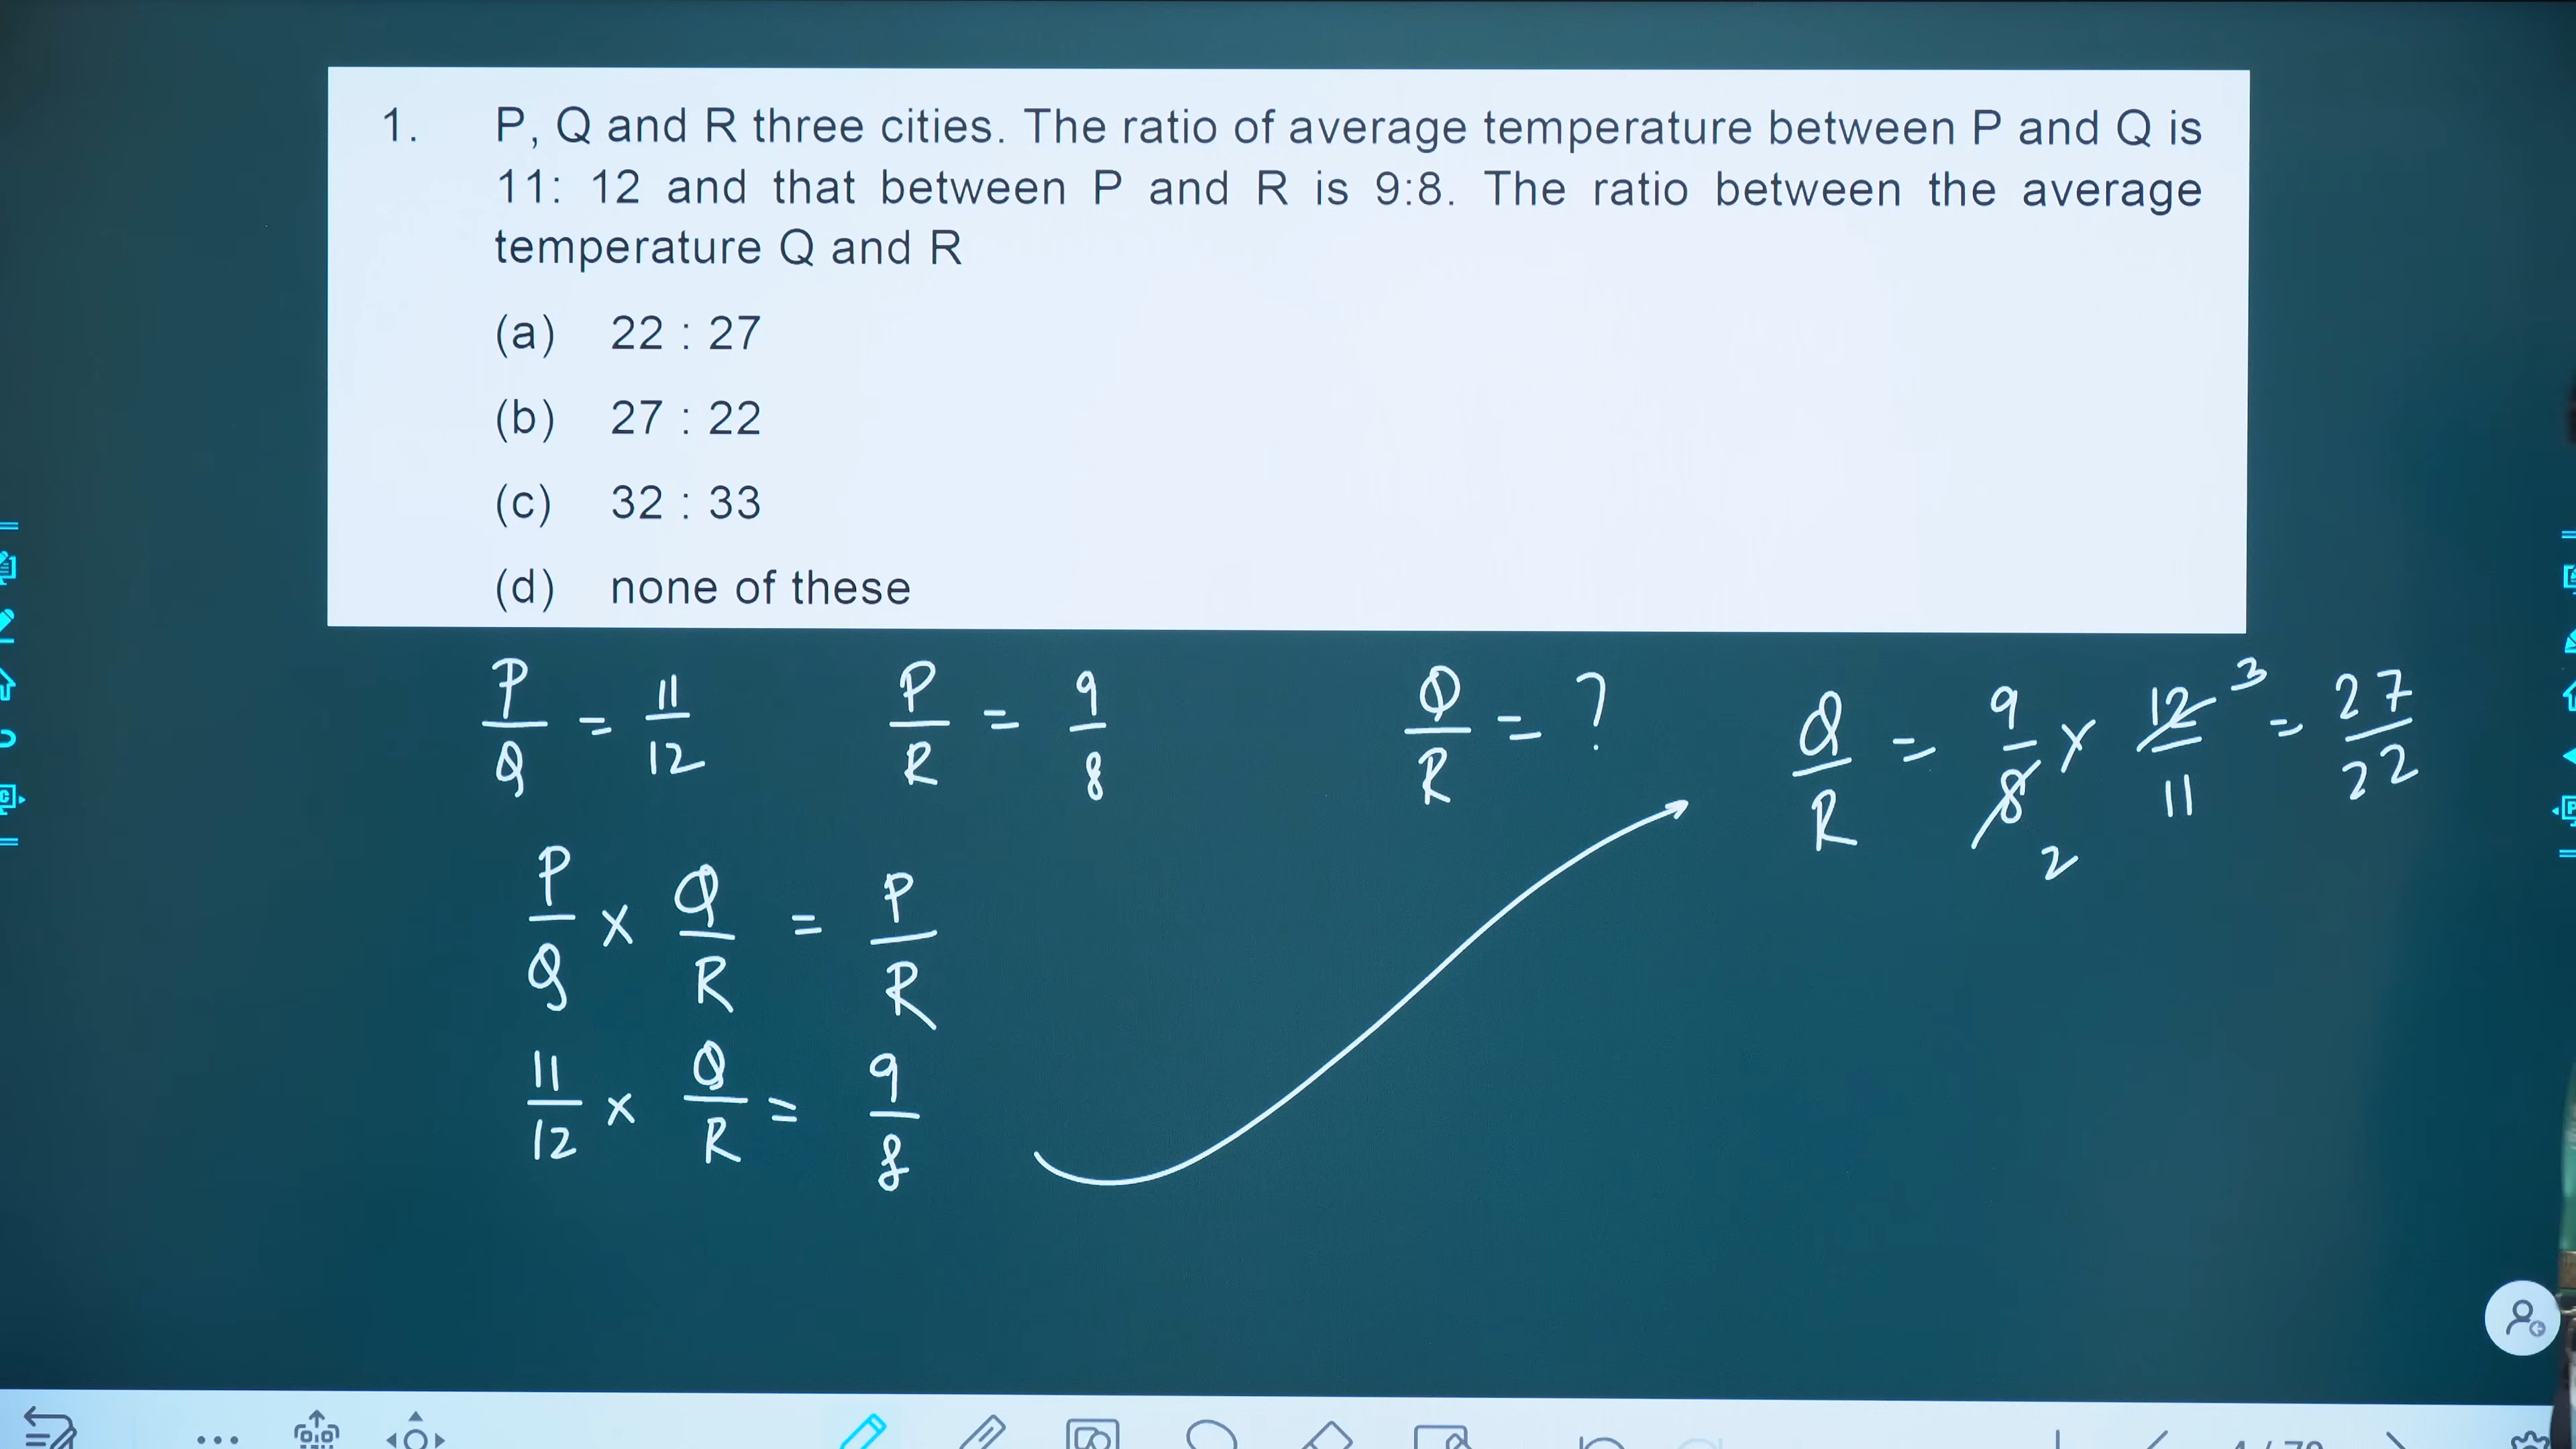 1. P, Q and R three cities. The ratio of average temperature between P and Q is
11: 12 and that between P and R is 9:8. The ratio between the average
temperature Q and R
(a) 22 : 27
(b) 27 : 22
(c) 32 : 33
(d) none of these
P/Q = 11/12 P/R = 9/8 Q/R = ? Q/R = 9/8 x 12/11 = 27/22
3
2
P/Q x Q/R = P/R
11/12 x Q/R = 9/8